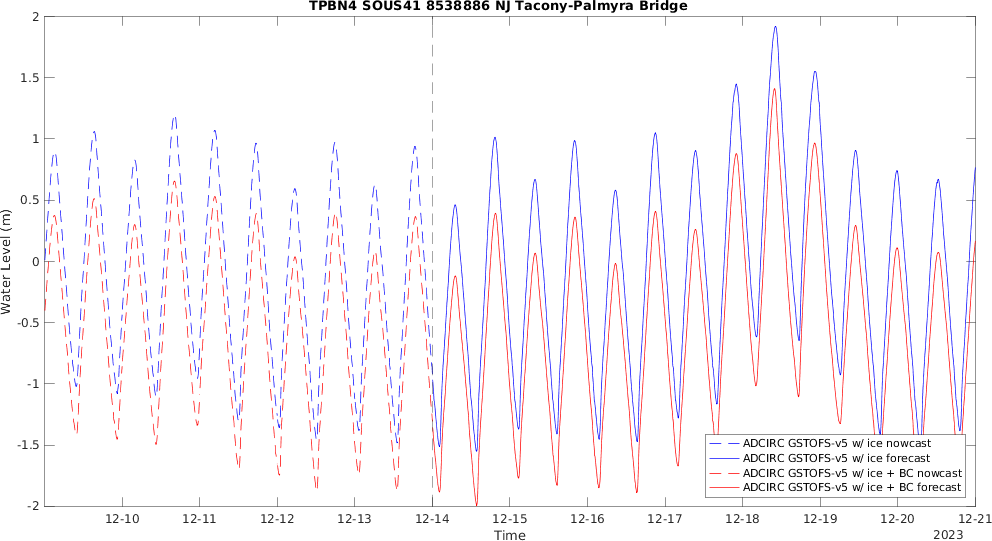 TPBN4 SOUS41 8538886 NJ Tacony-Palmyra Bridge
2
1.5
1
0.5
0
-0.5
-1
-1.5
-2
Water Level (m)
12-10 12-11 12-12 12-13 12-14 12-15 12-16 12-17 12-18 12-19 12-20 12-21
Time
2023
ADCIRC GSTOFS-v5 w/ ice nowcast
ADCIRC GSTOFS-v5 w/ ice forecast
ADCIRC GSTOFS-v5 w/ ice + BC nowcast
ADCIRC GSTOFS-v5 w/ ice + BC forecast